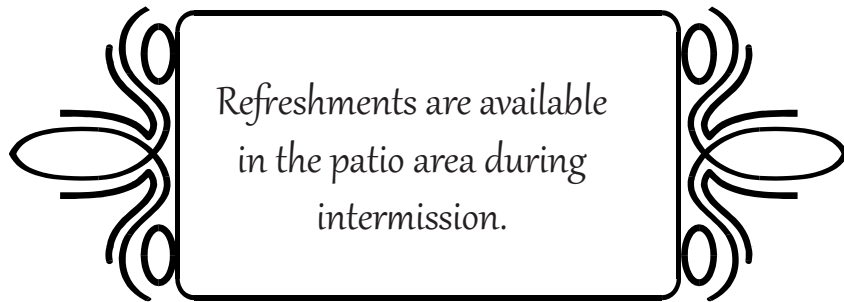 Refreshments are available
in the patio area during
intermission.